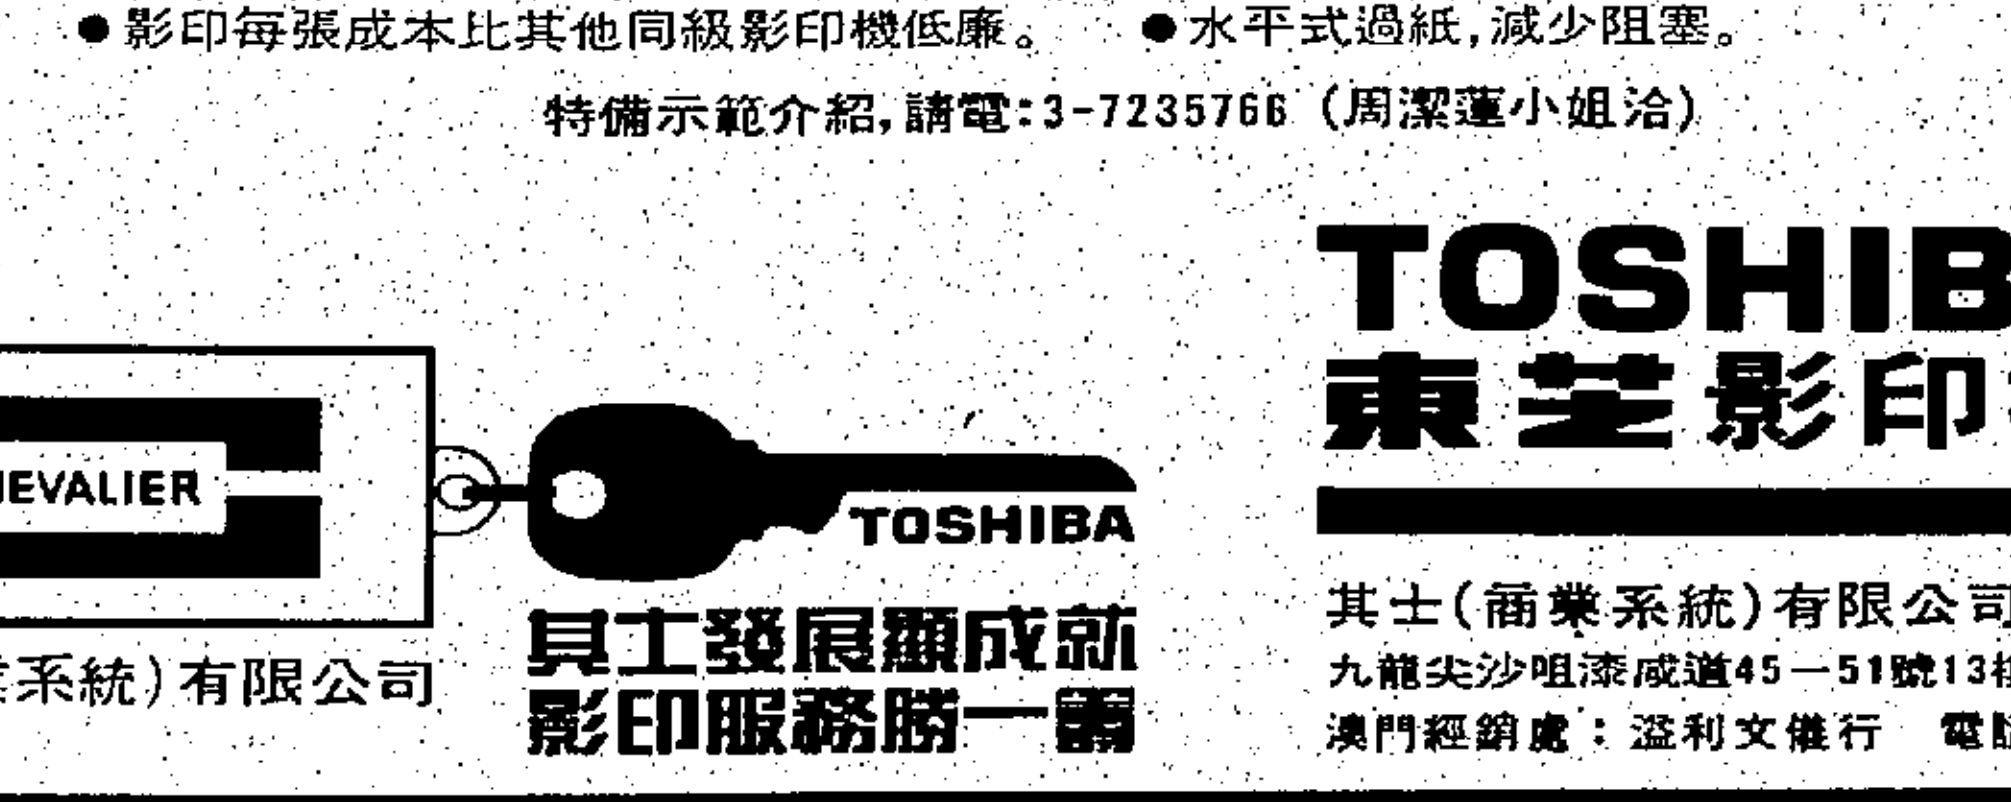 ●影印每張成本比其他同級影印機低廉。 ●水平式過紙,減少阻塞。
特備示範介紹,請電:3-7235766 (周潔蓮小姐洽)
TOSHIB
東芝影印
HEVALIER
TOSHIBA
系統)有限公司
其士發展顯成就
影印服務勝一籌
其士(商業系統)有限公司
九龍尖沙咀漆咸道45-51號13樓
澳門經銷處:溢利文儀行 電話